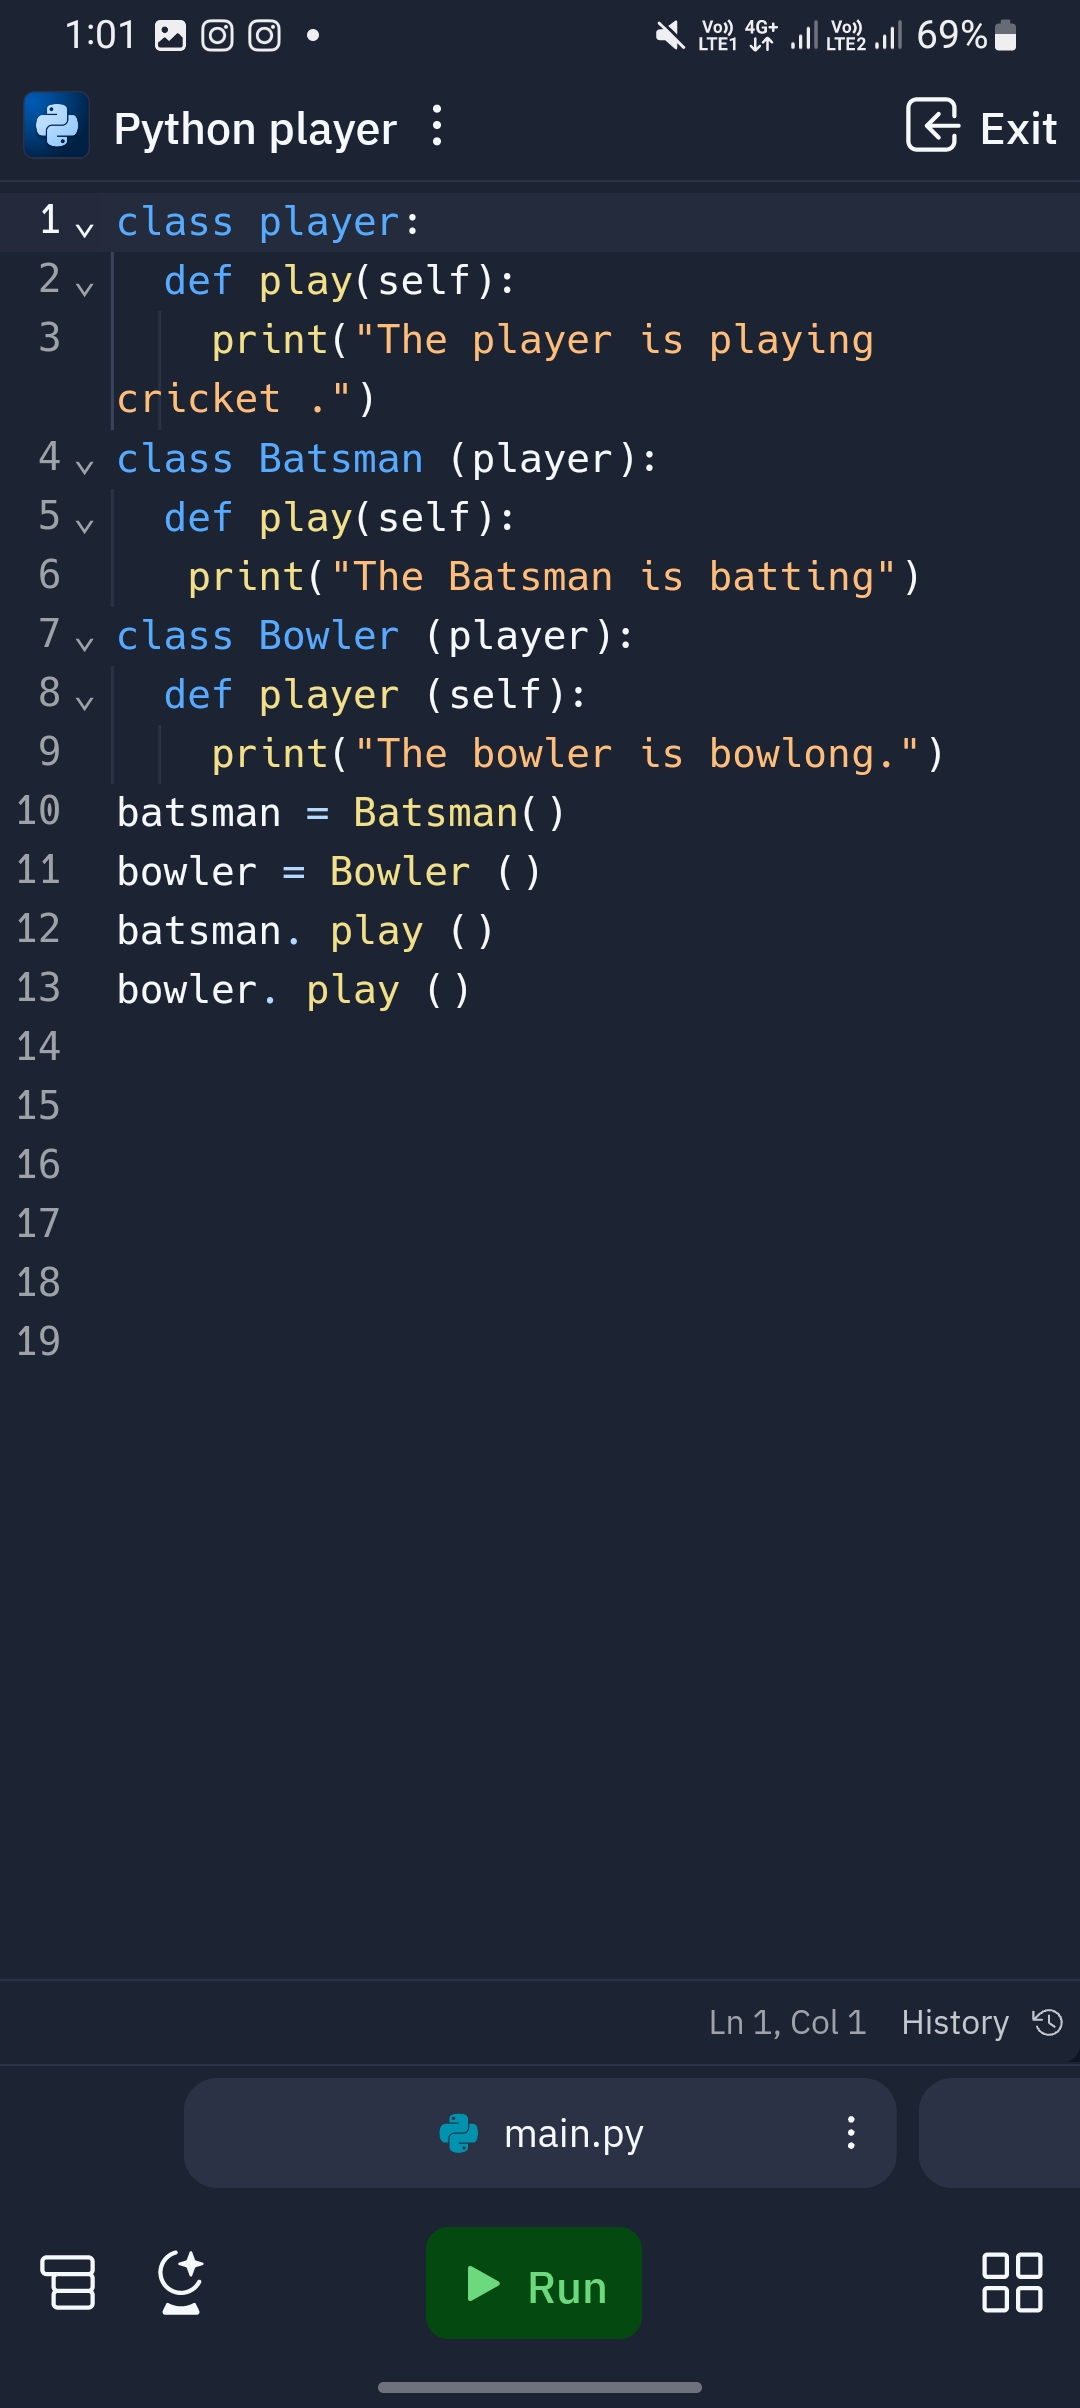 1:01 Vo)) LTE1 4G+ Vo)) LTE2 69%
Python player Exit
1 class player:
2 def play(self):
3 print("The player is playing
cricket .")
4 class Batsman (player):
5 def play(self):
6 print("The Batsman is batting")
7 class Bowler (player):
8 def player (self):
9 print("The bowler is bowlong.")
10 batsman = Batsman()
11 bowler = Bowler ()
12 batsman. play ()
13 bowler. play ()
14
15
16
17
18
19
Ln 1, Col 1 History
main.py
Run